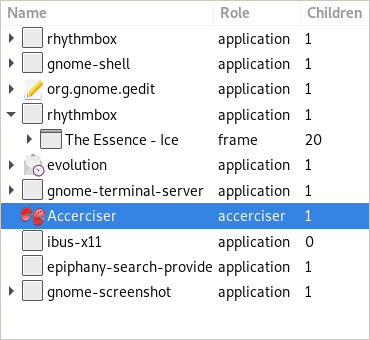 Name Role Children
rhythmbox application 1
gnome-shell application 1
org.gnome.gedit application 1
rhythmbox application 1
The Essence - Ice frame 20
evolution application 1
gnome-terminal-server application 1
Accerciser accerciser 1
ibus-x11 application 0
epiphany-search-provide application 1
gnome-screenshot application 1